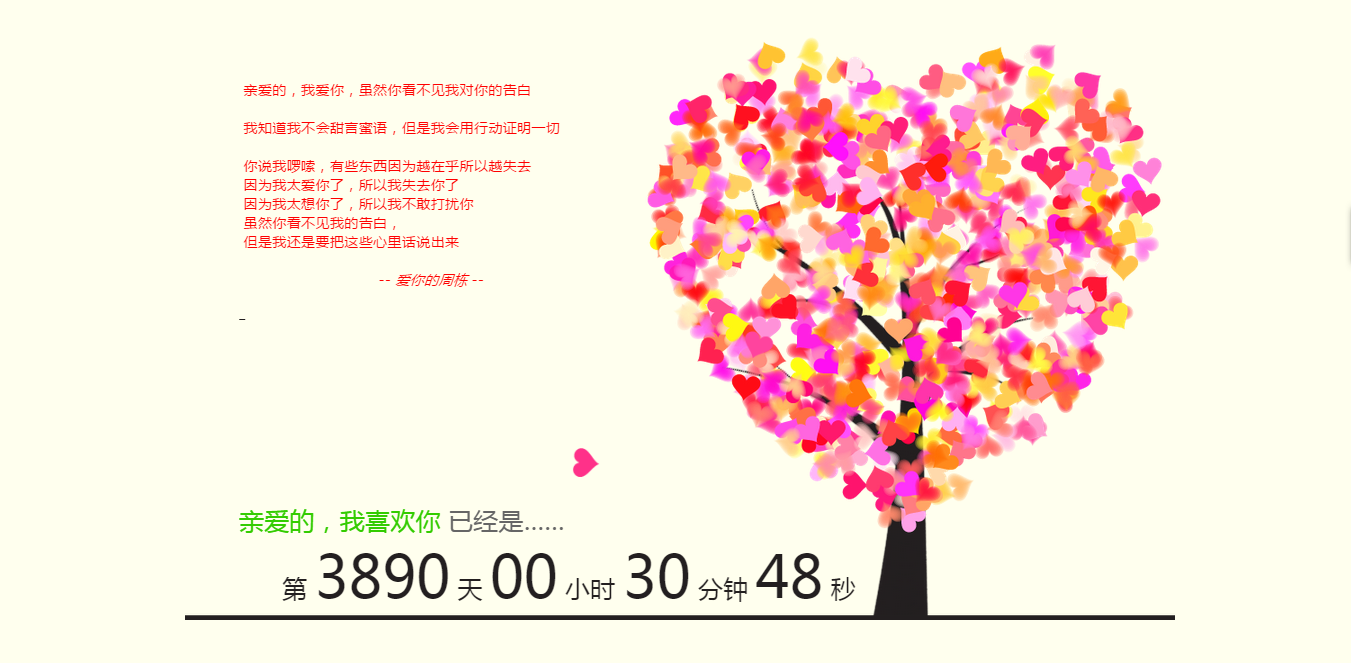 亲爱的，我爱你，虽然你看不见我对你的告白
我知道我不会甜言蜜语，但是我会用行动证明一切
你说我啰嗦，有些东西因为越在乎所以越失去
因为我太爱你了，所以我失去你了
因为我太想你了，所以我不敢打扰你
虽然你看不见我的告白，
但是我还是要把这些心里话说出来
-- 爱你的周栋 --
_
亲爱的，我喜欢你 已经是……
第 3890 天 00 小时 30 分钟 48 秒